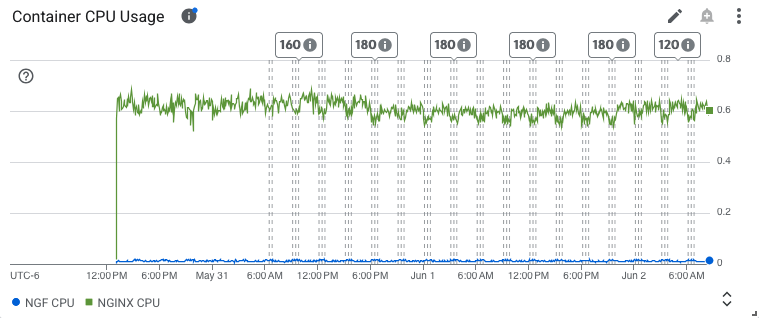 Container CPU Usage
160 180 180 180 180 120
0.8
0.6
0.4
0.2
0
UTC-6 12:00 PM 6:00 PM May 31 6:00 AM 12:00 PM 6:00 PM Jun 1 6:00 AM 12:00 PM 6:00 PM Jun 2 6:00 AM
NGF CPU NGINX CPU